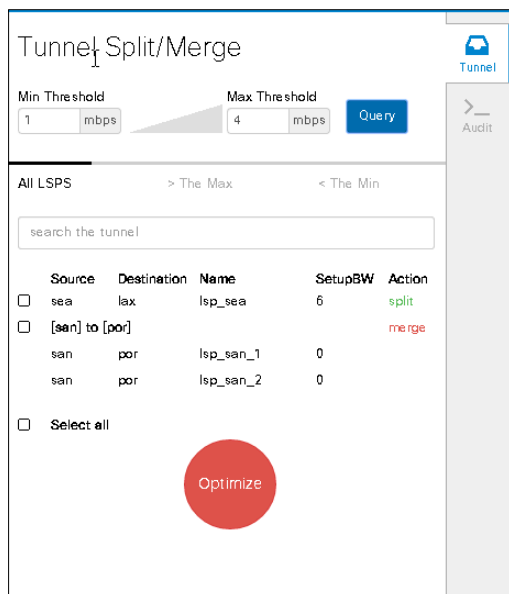 Tunnel Split/Merge
Tunnel
Min Threshold Max Threshold
1 mbps 4 mbps Query
Audit
All LSPS > The Max < The Min
search the tunnel
Source Destination Name SetupBW Action
sea lax lsp_sea 6 split
[san] to [por] merge
san por lsp_san_1 0
san por lsp_san_2 0
Select all
Optimize